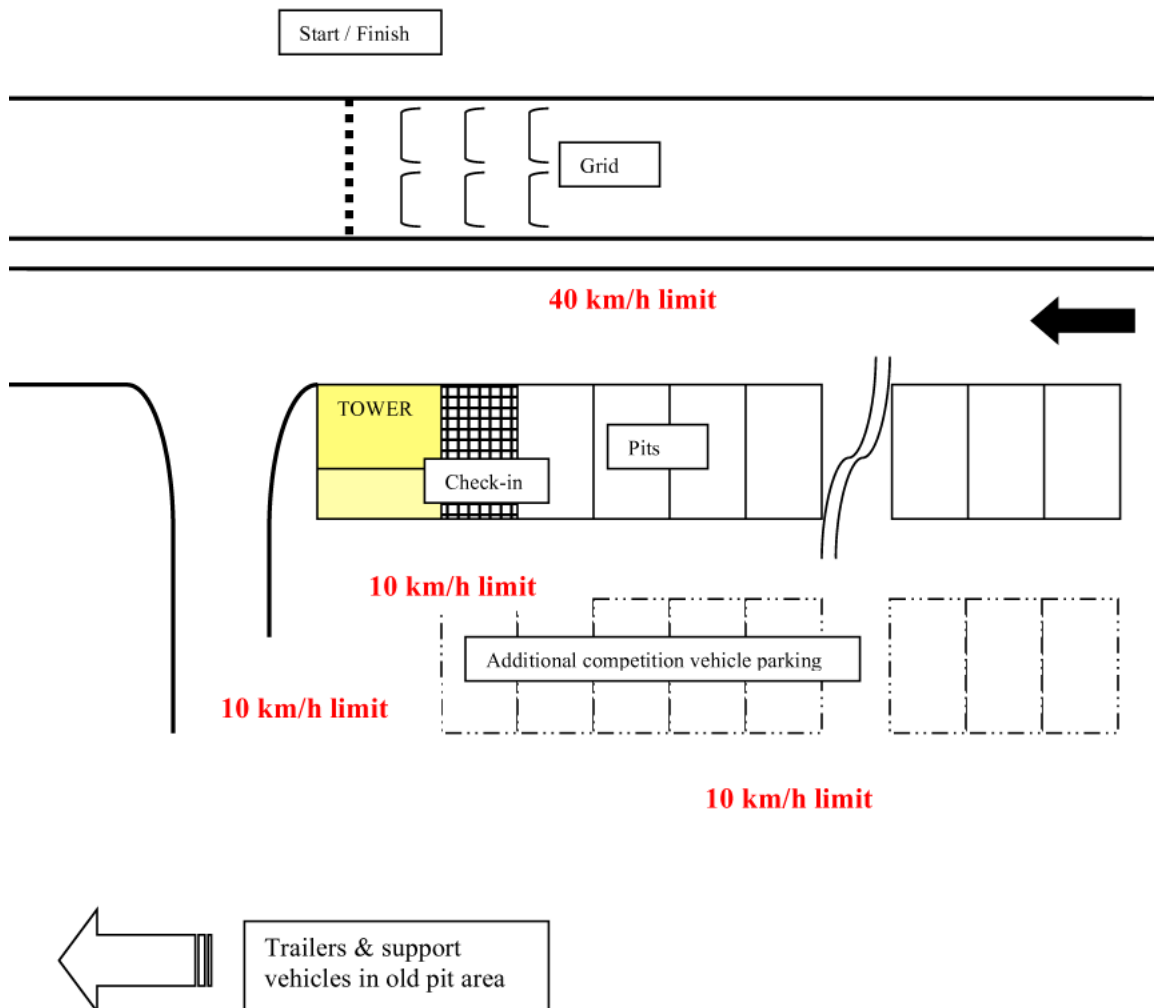 Start / Finish
Grid
40 km/h limit
TOWER
Pits
Check-in
10 km/h limit
Additional competition vehicle parking
10 km/h limit
10 km/h limit
Trailers & support
vehicles in old pit area